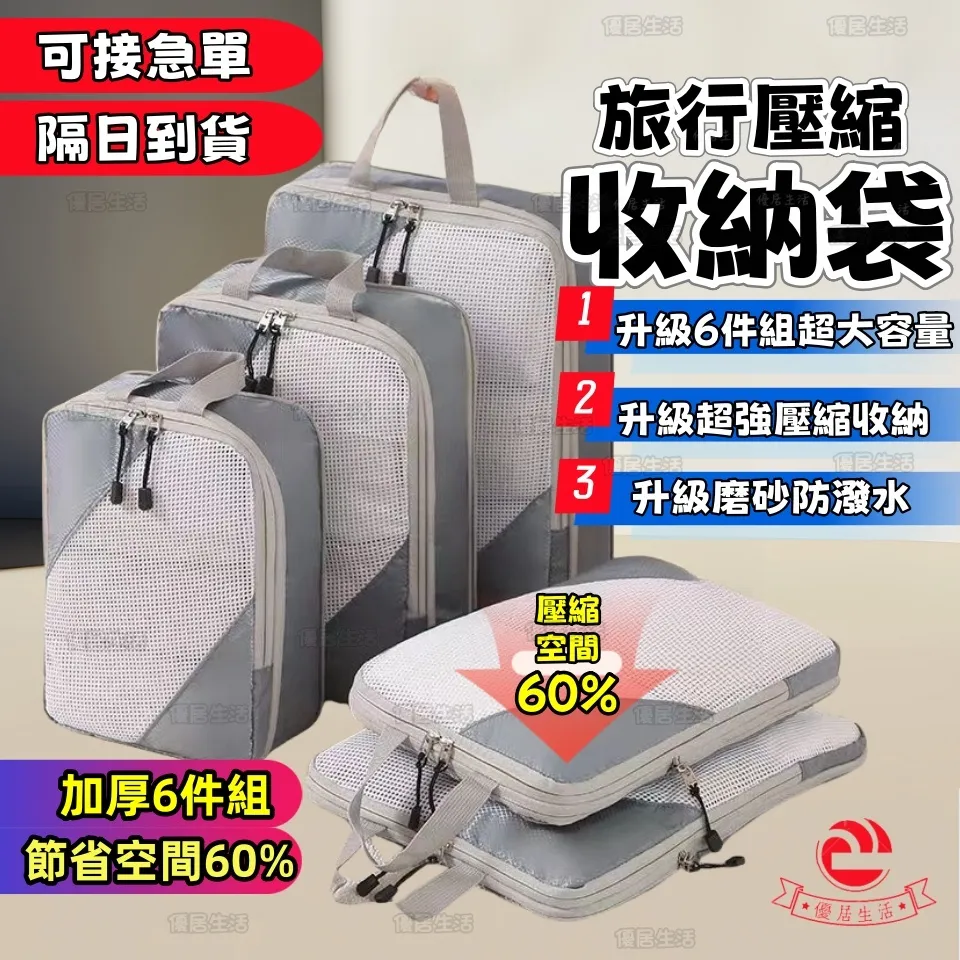 可接急單
隔日到貨
旅行壓縮
收納袋
1 升級6件組超大容量
2 升級超強壓縮收納
3 升級磨砂防潑水
壓縮
空間
60%
加厚6件組
節省空間60%
優居生活